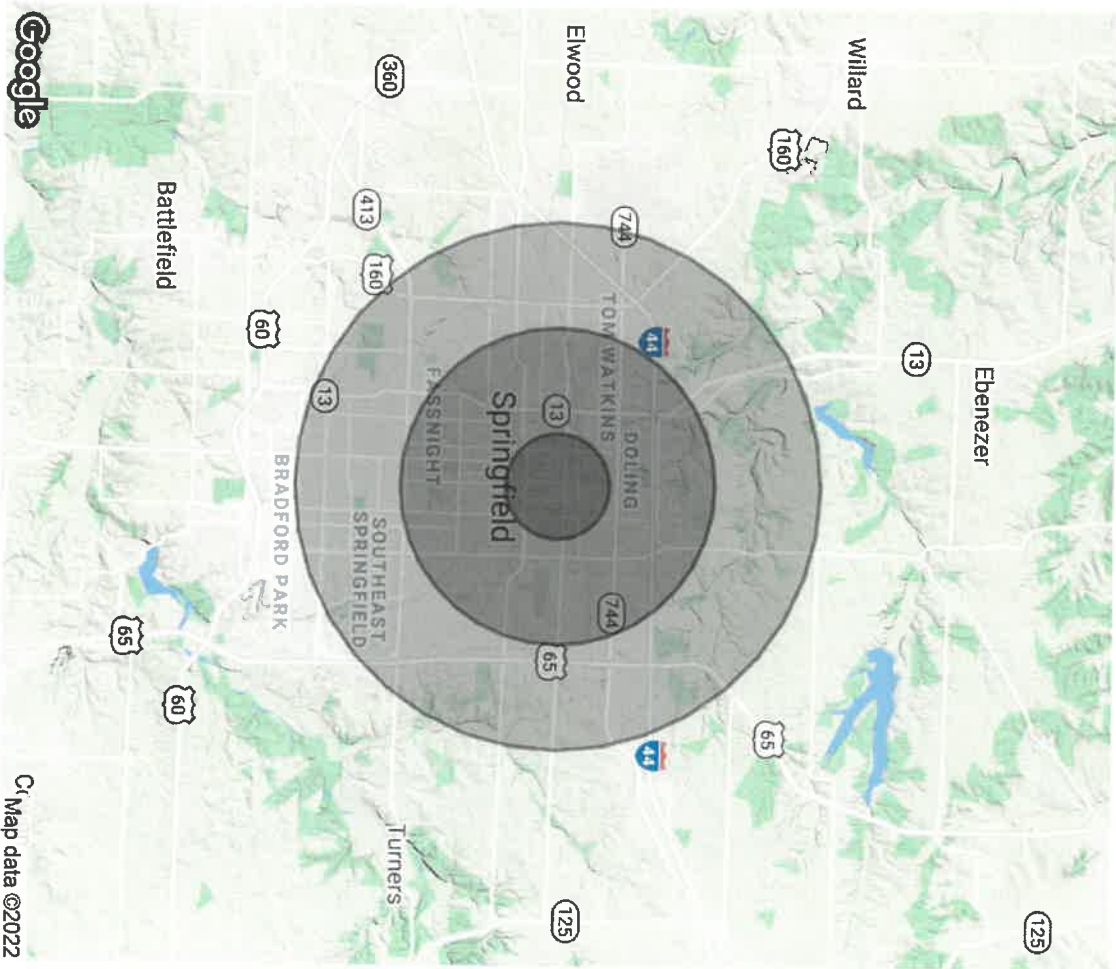 125
Ebenezer
13
Willard
160
65
44
44
744
DOLING
744
TOM WATKINS
Elwood
125
13
65
Springfield
FASSNIGHT
360
Turners
413
160
SOUTHEAST
SPRINGFIELD
13
BRADFORD PARK
60
Battlefield
60
65
Google
Map data ©2022